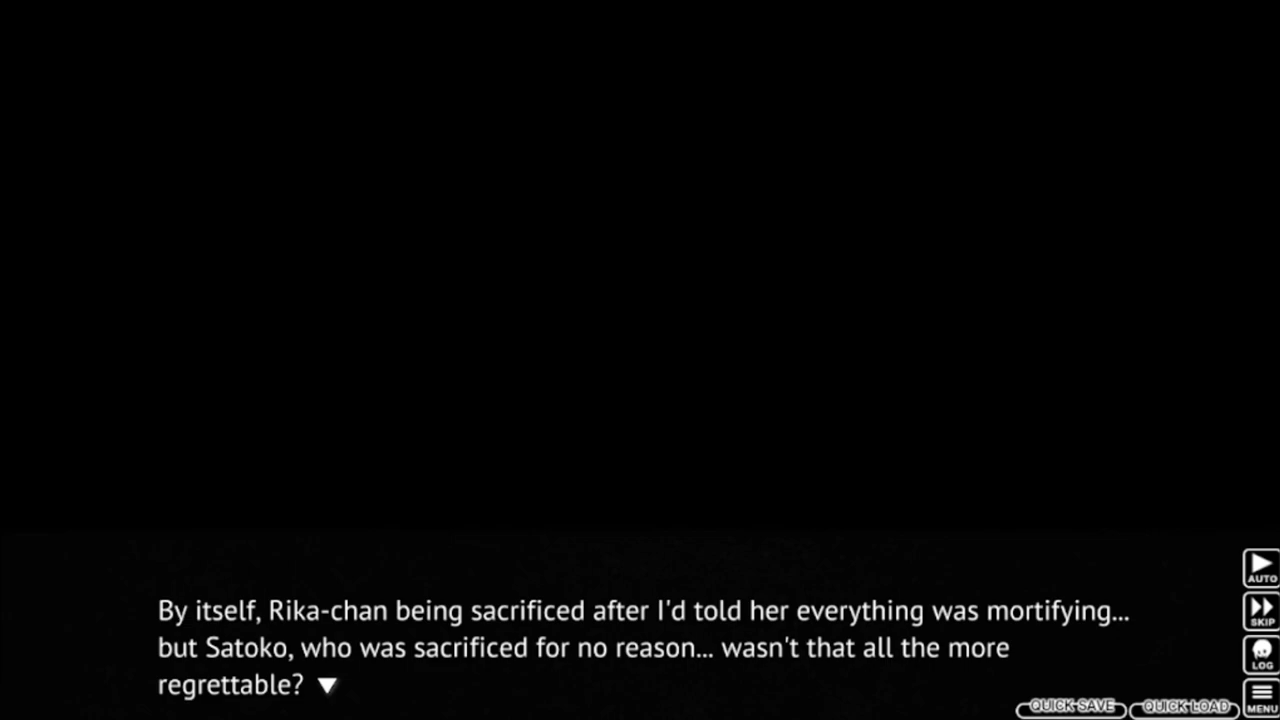 By itself, Rika-chan being sacrificed after I'd told her everything was mortifying...
but Satoko, who was sacrificed for no reason... wasn't that all the more
regrettable?
AUTO
SKIP
LOG
MENU
QUICK SAVE
QUICK LOAD